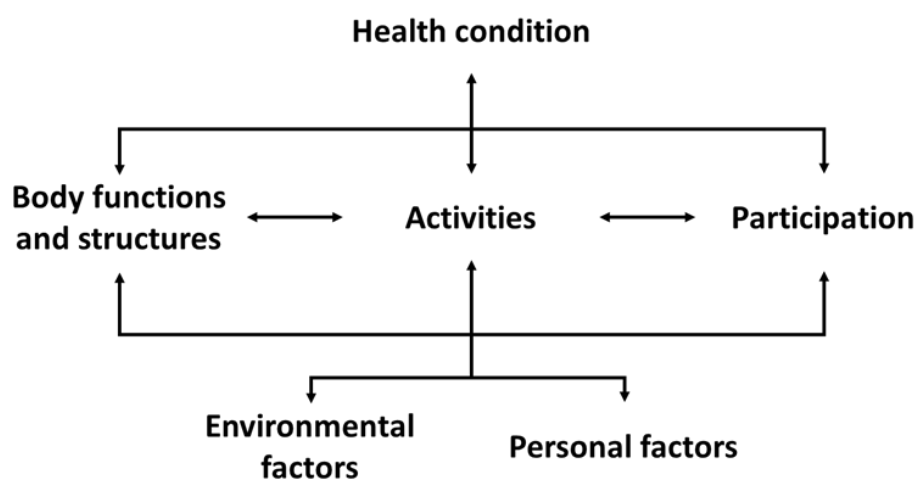 Health condition
Body functions
and structures
Activities
Participation
Environmental
factors
Personal factors